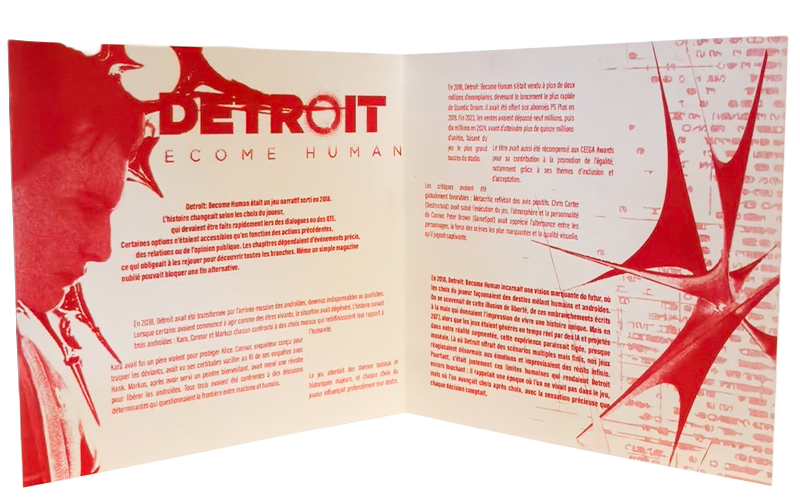 DETROIT
ECOME HUMAN
Detroit: Become Human était un jeu narratif sorti en 2018.
L'histoire changeait selon les choix du joueur,
qui devaient être faits rapidement lors des dialogues ou des QTE.
Certaines options n'étaient accessibles qu'en fonction des actions précédentes,
des relations ou de l'opinion publique. Les chapitres dépendaient d'événements précis,
ce qui obligeait à les rejouer pour découvrir toutes les branches. Même un simple magazine
oublié pouvait bloquer une fin alternative.
En 2038, Détroit avait été transformée par l'arrivée massive des androïdes, devenus indispensables au quotidien.
Lorsque certains avaient commencé à agir comme des êtres vivants, la situation avait dégénéré. L'histoire suivait
trois androïdes : Kara, Connor et Markus chacun confronté à des choix moraux qui redéfinissaient leur rapport à
l'humanité.
Kara avait fui un père violent pour protéger Alice. Connor, enquêteur conçu pour
traquer les déviants, avait vu ses certitudes vaciller au fil de ses enquêtes avec
Hank. Markus, après avoir servi un peintre bienveillant, avait mené une révolte
pour libérer les androïdes. Tous trois avaient été confrontés à des décisions
déterminantes qui questionnaient la frontière entre machine et humain.
Le jeu abordait des thèmes sociaux et
historiques majeurs, et chaque choix du
joueur influençait profondément leur destin.
En 2018, Detroit: Become Human s'était vendu à plus de deux
millions d'exemplaires, devenant le lancement le plus rapide
de Quantic Dream. Il avait été offert aux abonnés PS Plus en
2019. Fin 2023, les ventes avaient dépassé neuf millions, puis
dix millions en 2024, avant d'atteindre plus de quinze millions
d'unités, faisant du
jeu le plus grand
succès du studio.
Le titre avait aussi été récompensé aux CEEGA Awards
pour sa contribution à la promotion de l'égalité,
notamment grâce à ses thèmes d'inclusion et
d'acceptation.
Les critiques avaient été
globalement favorables : Metacritic reflétait des avis positifs. Chris Carter
(Destructoid) avait salué l'exécution du jeu, l'atmosphère et la personnalité
de Connor. Peter Brown (GameSpot) avait apprécié l'alternance entre les
personnages, la force des scènes les plus marquantes et la qualité visuelle,
qu'il jugeait captivante.
En 2018, Detroit: Become Human incarnait une vision marquante du futur, où
les choix du joueur façonnaient des destins mêlant humains et androïdes.
On se souvenait de cette illusion de liberté, de ces embranchements écrits
à la main qui donnaient l'impression de vivre une histoire unique. Mais en
alors que les jeux étaient générés en temps réel par des IA et projetés
dans notre réalité augmentée, cette expérience paraissait figée, presque
muséale. Là où Detroit offrait des scénarios multiples mais finis, nos jeux
réagissaient désormais aux émotions et improvisaient des récits infinis.
Pourtant, c'était justement ces limites humaines qui rendaient Detroit
encore touchant : il rappelait une époque où l'on ne vivait pas dans le jeu,
mais où l'on avançait choix après choix, avec la sensation précieuse que
chaque décision comptait.